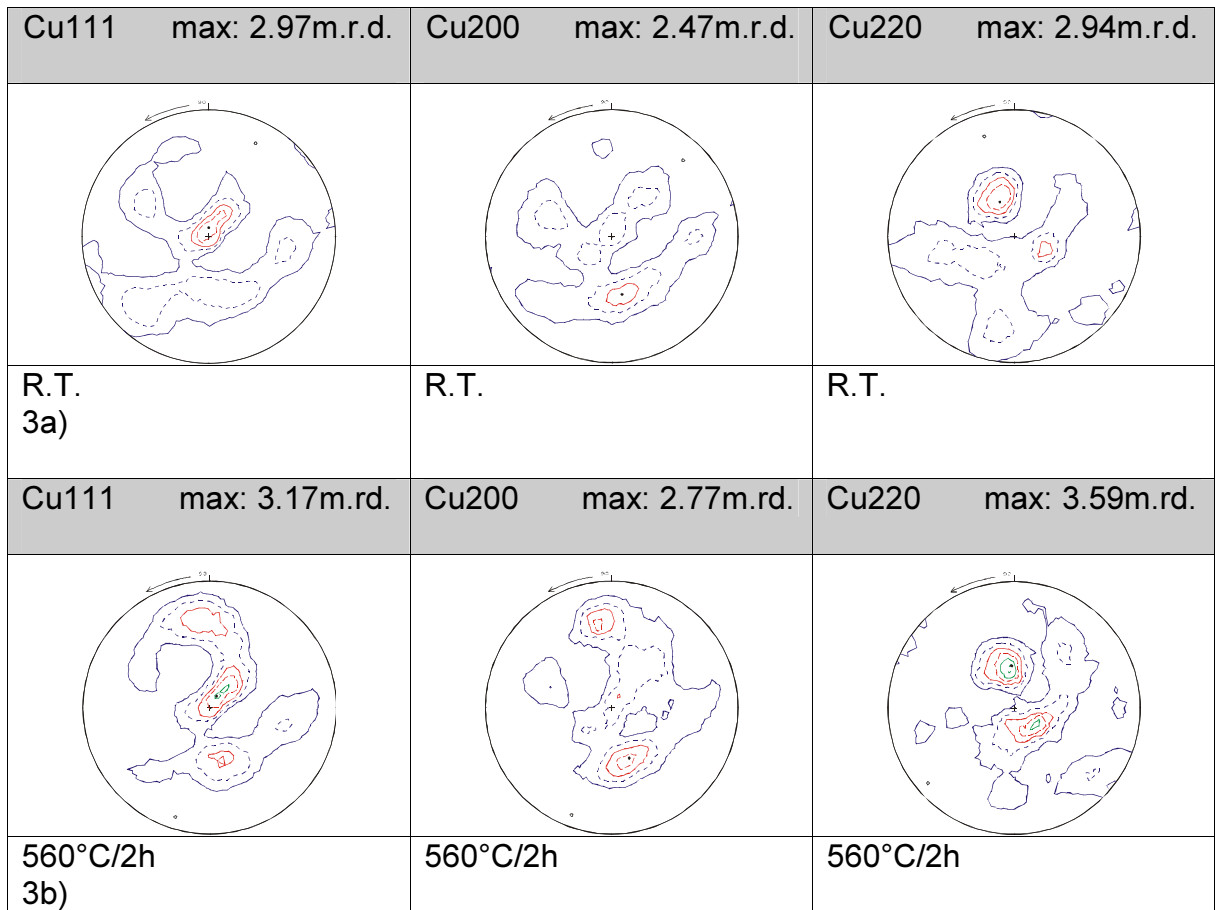 Cu111 max: 2.97m.r.d.
Cu200 max: 2.47m.r.d.
Cu220 max: 2.94m.r.d.
R.T.
3a)
R.T.
R.T.
Cu111 max: 3.17m.rd.
Cu200 max: 2.77m.rd.
Cu220 max: 3.59m.rd.
560°C/2h
3b)
560°C/2h
560°C/2h